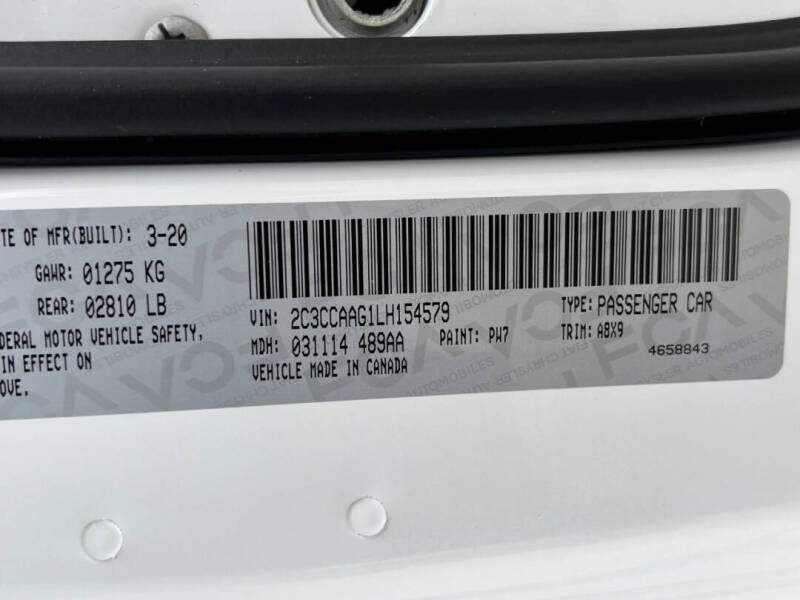 TE OF MFR(BUILT): 3-20
GAWR: 01275 KG
REAR: 02810 LB
DERAL MOTOR VEHICLE SAFETY,
IN EFFECT ON
OVE.
VIN: 2C3CCAAG1LH154579
TYPE: PASSENGER CAR
MDH: 031114 489AA PAINT: PW7
TRIM: A8X9
VEHICLE MADE IN CANADA
4658843